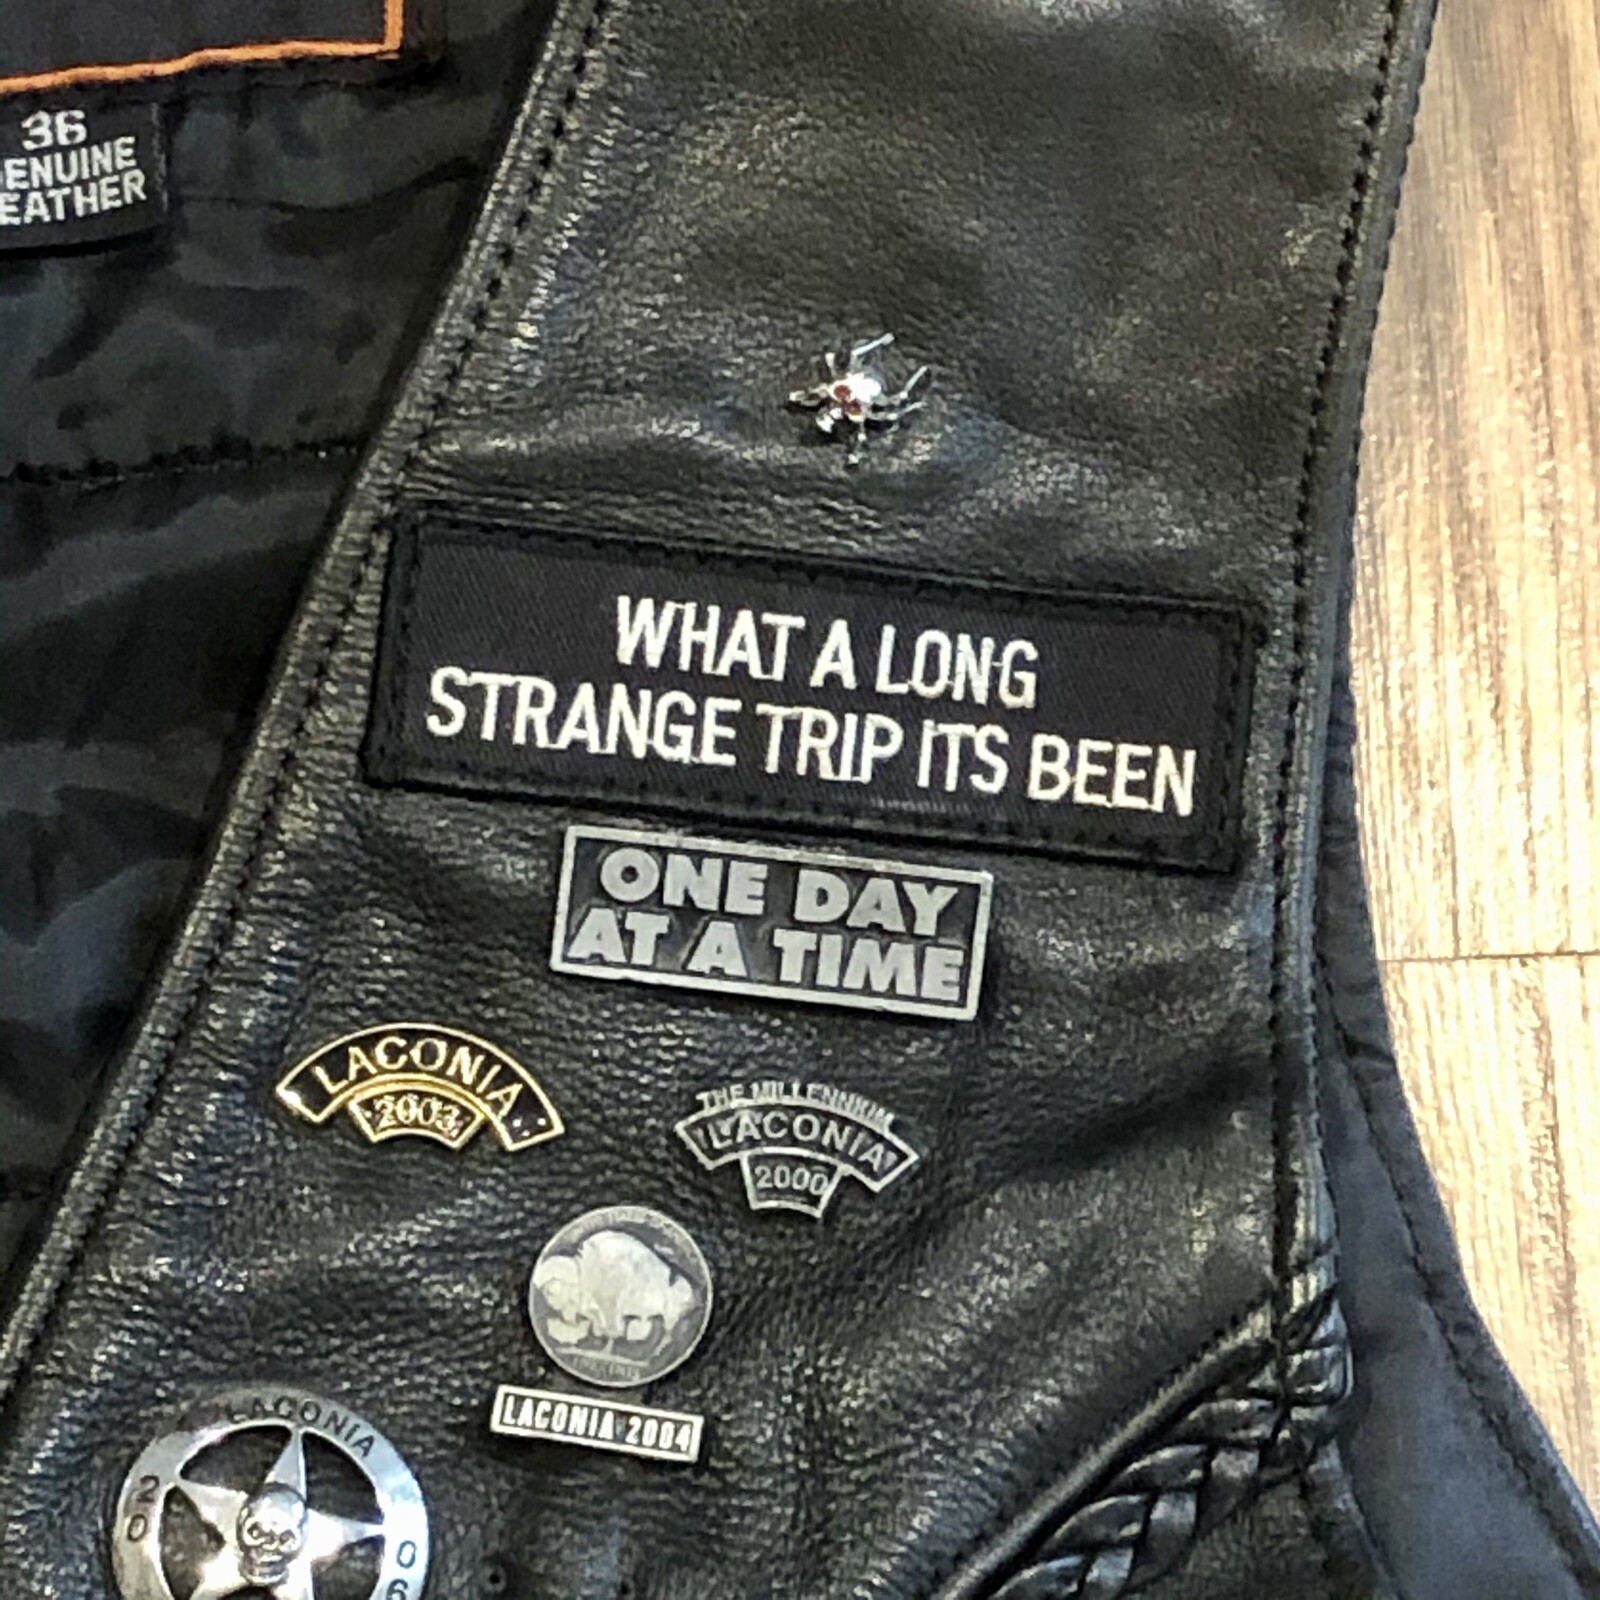 36
ENUINE
EATHER
WHAT A LONG
STRANGE TRIP ITS BEEN
ONE DAY
AT A TIME
LACONIA
2003
THE MILLENNIUM
LACONIA
2000
LACONIA 2004
LACONIA
20
06